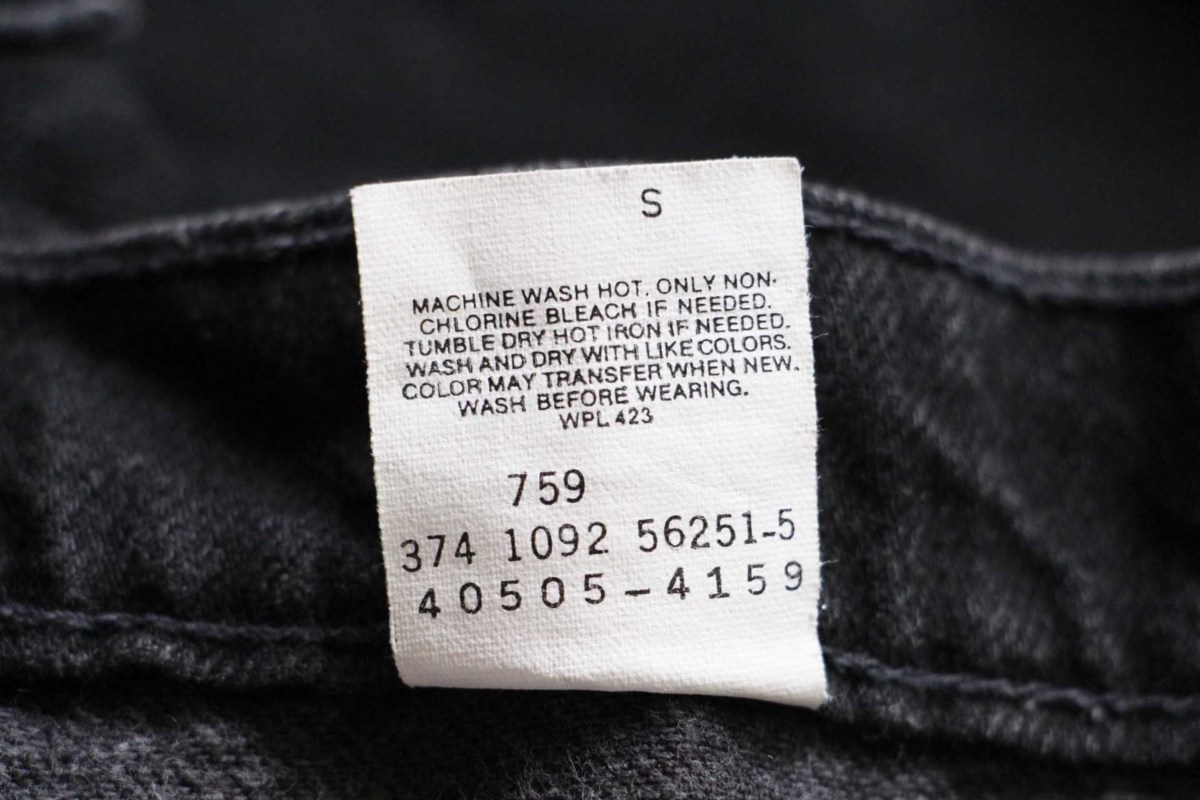 S
MACHINE WASH HOT. ONLY NON-
CHLORINE BLEACH IF NEEDED.
TUMBLE DRY HOT IRON IF NEEDED.
WASH AND DRY WITH LIKE COLORS.
COLOR MAY TRANSFER WHEN NEW.
WASH BEFORE WEARING.
WPL 423
759
374 1092 56251-5
40505-4159